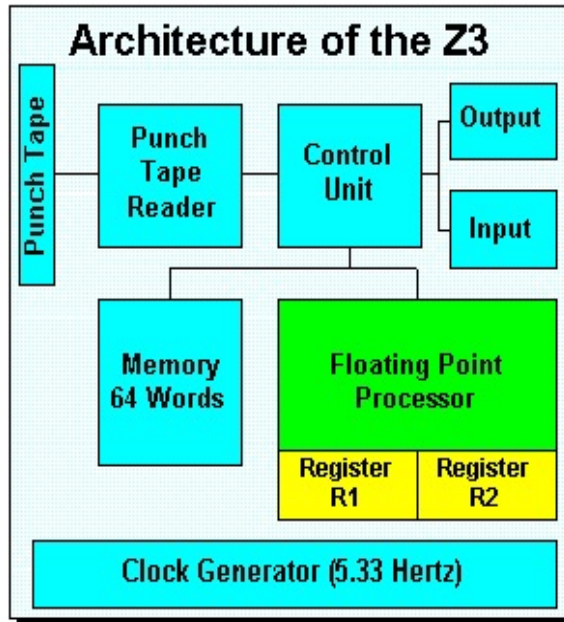 Architecture of the Z3
Punch Tape
Punch
Tape
Reader
Control
Unit
Output
Input
Memory
64 Words
Floating Point
Processor
Register
R1
Register
R2
Clock Generator (5.33 Hertz)